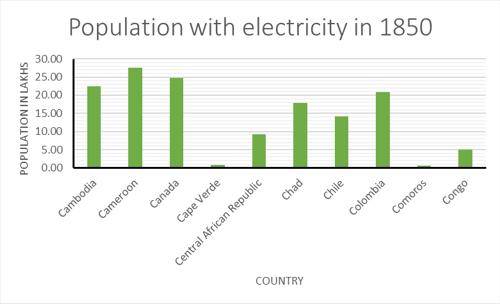 Population with electricity in 1850
POPULATION IN LAKHS
30.00
25.00
20.00
15.00
10.00
5.00
0.00
Cambodia
Cameroon
Canada
Cape Verde
Central African Republic
Chad
Chile
Colombia
Comoros
Congo
COUNTRY